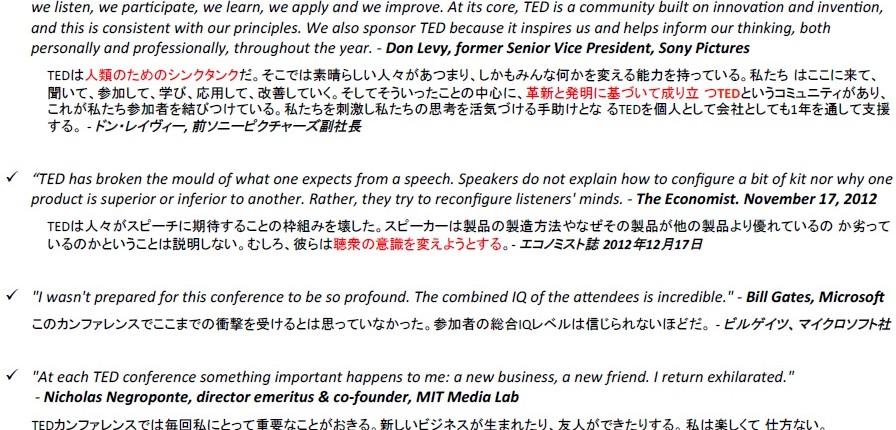 we listen, we participate, we learn, we apply and we improve. At its core, TED is a community built on innovation and invention,
and this is consistent with our principles. We also sponsor TED because it inspires us and helps inform our thinking, both
personally and professionally, throughout the year. - Don Levy, former Senior Vice President, Sony Pictures
TEDは人類のためのシンクタンクだ。そこでは素晴らしい人々があつまり、しかもみんな何かを変える能力を持っている。私たち はここに来て、
聞いて、参加して、学び、応用して、改善していく。そしてそういったことの中心に、革新と発明に基づいて成り立 つTEDというコミュニティがあり、
これが私たち参加者を結びつけている。私たちを刺激し私たちの思考を活気づける手助けとな るTEDを個人として会社としても1年を通して支援
する。 - ドン・レイヴィー, 前ソニーピクチャーズ副社長
✓ “TED has broken the mould of what one expects from a speech. Speakers do not explain how to configure a bit of kit nor why one
product is superior or inferior to another. Rather, they try to reconfigure listeners' minds. - The Economist. November 17, 2012
TEDは人々がスピーチに期待することの枠組みを壊した。スピーカーは製品の製造方法やなぜその製品が他の製品より優れているの か劣って
いるのかということは説明しない。むしろ、彼らは聴衆の意識を変えようとする。- エコノミスト誌 2012年12月17日
✓ "I wasn't prepared for this conference to be so profound. The combined IQ of the attendees is incredible." - Bill Gates, Microsoft
このカンファレンスでここまでの衝撃を受けるとは思っていなかった。参加者の総合IQレベルは信じられないほどだ。 - ビルゲイツ、マイクロソフト社
✓ "At each TED conference something important happens to me: a new business, a new friend. I return exhilarated."
- Nicholas Negroponte, director emeritus & co-founder, MIT Media Lab
TEDカンファレンスでは毎回私にとって重要なことがおきる。新しいビジネスが生まれたり、友人ができたりする。私は楽しくて 仕方ない。